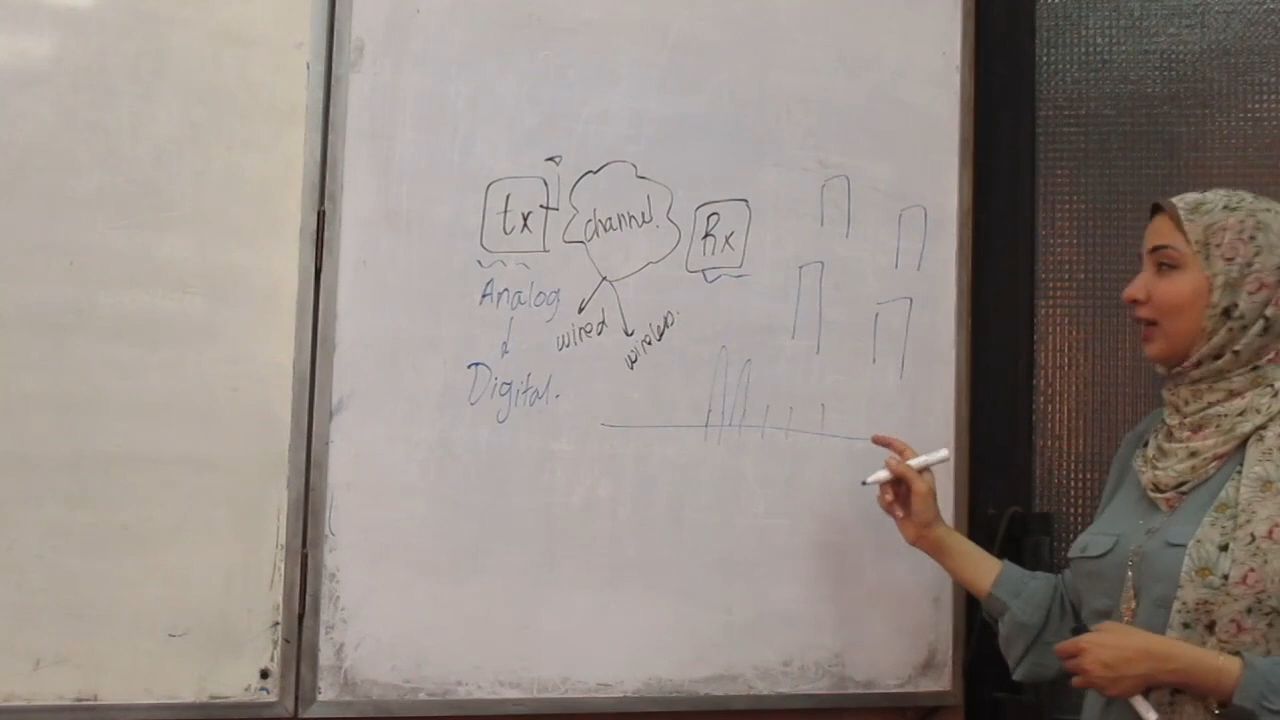 tx
channel.
Rx
Analog
wired
wireless.
Digital.